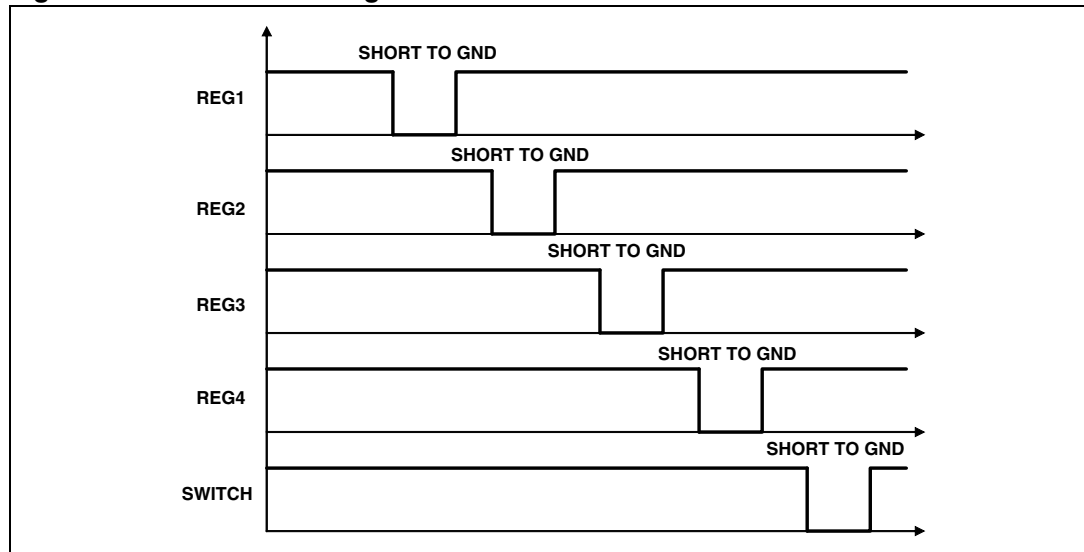 SHORT TO GND
REG1
SHORT TO GND
REG2
SHORT TO GND
REG3
SHORT TO GND
REG4
SHORT TO GND
SWITCH